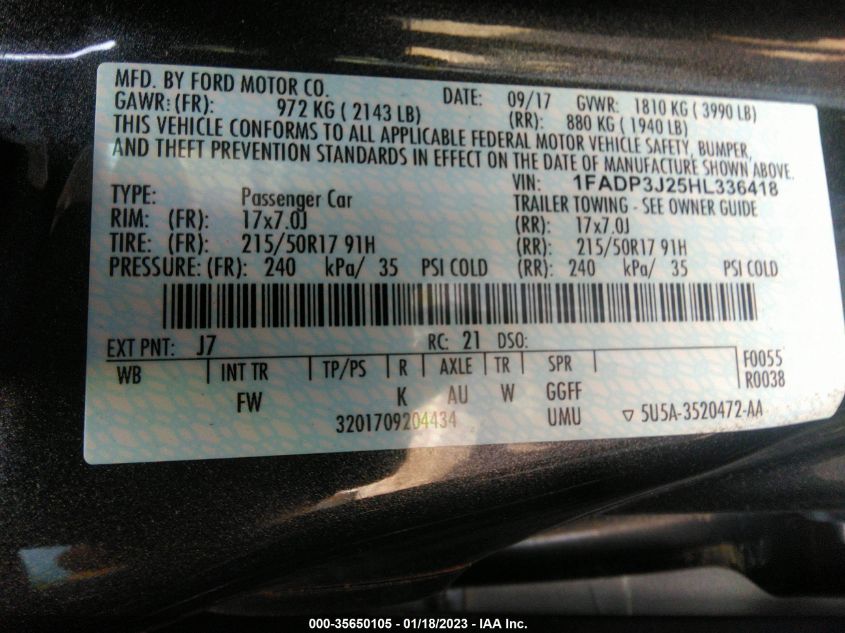 MFD. BY FORD MOTOR CO. DATE: 09/17 GVWR: 1810 KG ( 3990 LB)
GAWR: (FR): 972 KG ( 2143 LB) (RR): 880 KG ( 1940 LB)
THIS VEHICLE CONFORMS TO ALL APPLICABLE FEDERAL MOTOR VEHICLE SAFETY, BUMPER,
AND THEFT PREVENTION STANDARDS IN EFFECT ON THE DATE OF MANUFACTURE SHOWN ABOVE.
VIN: 1FADP3J25HL336418
TYPE: Passenger Car TRAILER TOWING - SEE OWNER GUIDE
RIM: (FR): 17x7.0J (RR): 17x7.0J
TIRE: (FR): 215/50R17 91H (RR): 215/50R17 91H
PRESSURE: (FR): 240 kPa/ 35 PSI COLD (RR): 240 kPa/ 35 PSI COLD
EXT PNT: J7 RC: 21 DSO:
WB INT TR TP/PS R AXLE TR SPR F0055
R0038
FW K AU W GGFF
3201709204434 UMU ▽ 5U5A-3520472-AA
000-35650105 — 01/18/2023 — IAA Inc.